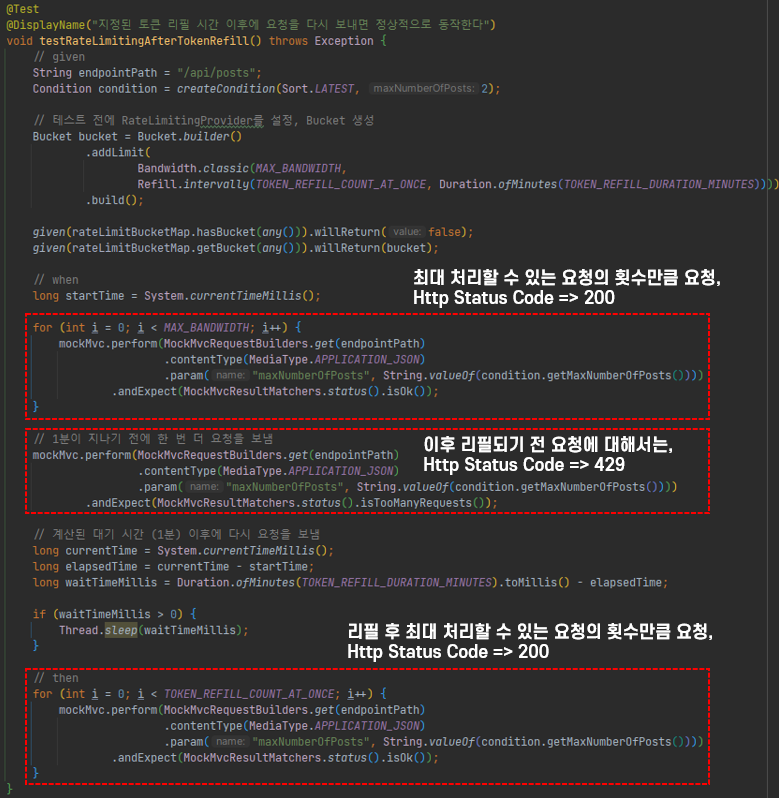 @Test
@DisplayName("지정된 토큰 리필 시간 이후에 요청을 다시 보내면 정상적으로 동작한다")
void testRateLimitingAfterTokenRefill() throws Exception {
// given
String endpointPath = "/api/posts";
Condition condition = createCondition(Sort.LATEST, maxNumberOfPosts: 2);
// 테스트 전에 RateLimitingProvider를 설정, Bucket 생성
Bucket bucket = Bucket.builder()
.addLimit(
Bandwidth.classic(MAX_BANDWIDTH,
Refill.intervally(TOKEN_REFILL_COUNT_AT_ONCE, Duration.ofMinutes(TOKEN_REFILL_DURATION_MINUTES))))
.build();
given(rateLimitBucketMap.hasBucket(any())).willReturn( value: false);
given(rateLimitBucketMap.getBucket(any())).willReturn(bucket);
// when
long startTime = System.currentTimeMillis();
최대 처리할 수 있는 요청의 횟수만큼 요청,
Http Status Code => 200
for (int i = 0; i < MAX_BANDWIDTH; i++) {
mockMvc.perform(MockMvcRequestBuilders.get(endpointPath)
.contentType(MediaType.APPLICATION_JSON)
.param( name: "maxNumberOfPosts", String.valueOf(condition.getMaxNumberOfPosts())))
.andExpect(MockMvcResultMatchers.status().isOk());
}
// 1분이 지나기 전에 한 번 더 요청을 보냄
mockMvc.perform(MockMvcRequestBuilders.get(endpointPath)
.contentType(MediaType.APPLICATION_JSON)
.param( name: "maxNumberOfPosts", String.valueOf(condition.getMaxNumberOfPosts())))
.andExpect(MockMvcResultMatchers.status().isTooManyRequests());
이후 리필되기 전 요청에 대해서는,
Http Status Code => 429
// 계산된 대기 시간 (1분) 이후에 다시 요청을 보냄
long currentTime = System.currentTimeMillis();
long elapsedTime = currentTime - startTime;
long waitTimeMillis = Duration.ofMinutes(TOKEN_REFILL_DURATION_MINUTES).toMillis() - elapsedTime;
if (waitTimeMillis > 0) {
Thread.sleep(waitTimeMillis);
}
리필 후 최대 처리할 수 있는 요청의 횟수만큼 요청,
Http Status Code => 200
// then
for (int i = 0; i < TOKEN_REFILL_COUNT_AT_ONCE; i++) {
mockMvc.perform(MockMvcRequestBuilders.get(endpointPath)
.contentType(MediaType.APPLICATION_JSON)
.param( name: "maxNumberOfPosts", String.valueOf(condition.getMaxNumberOfPosts())))
.andExpect(MockMvcResultMatchers.status().isOk());
}
}